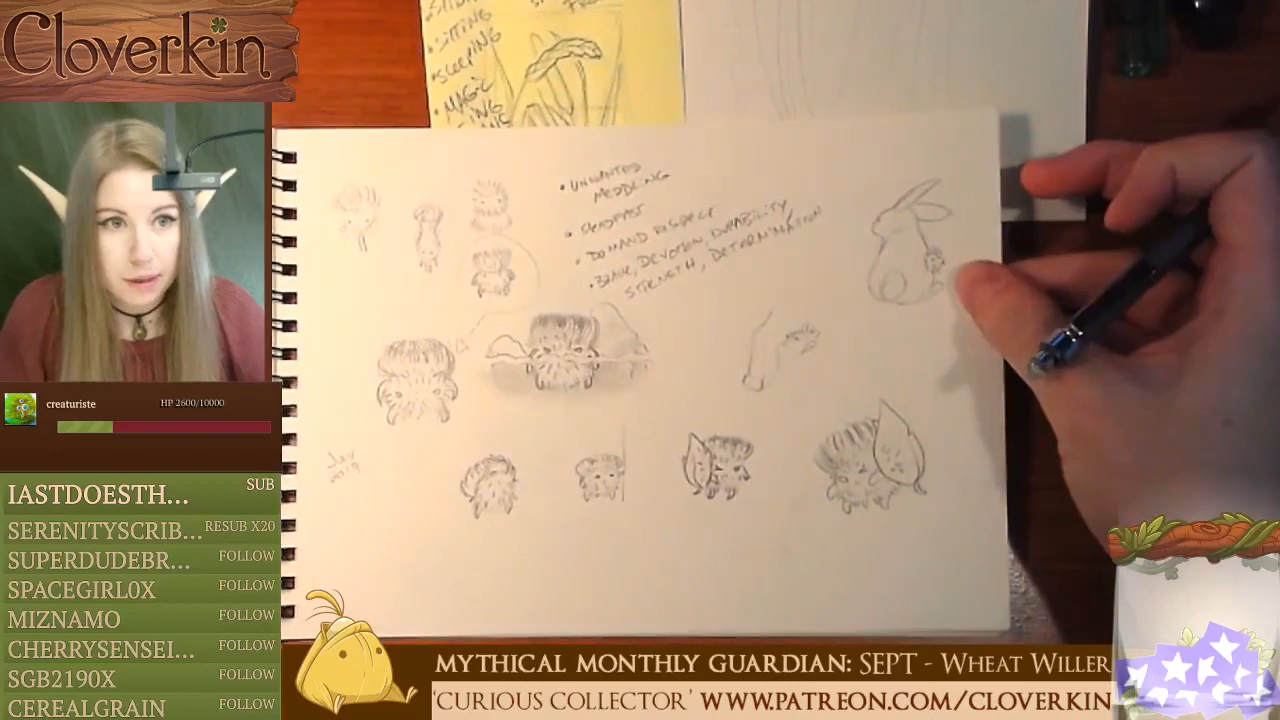 Cloverkin
SITTING
SLEEPING
MAGIC
• UNWANTED
MEDDLING
• DEMAND RESPECT
• BRAVE, DEVOTION, DURABILITY
STRENGTH, DETERMINATION
creaturiste
HP 2600/10000
IASTDOESTH... SUB
SERENITYSCRIB... RESUB X20
SUPERDUDEBR... FOLLOW
SPACEGIRL0X FOLLOW
MIZNAMO FOLLOW
CHERRYSENSEI... FOLLOW
SGB2190X FOLLOW
CEREALGRAIN FOLLOW
2019
MYTHICAL MONTHLY GUARDIAN: SEPT - WHEAT WILLER
'CURIOUS COLLECTOR' WWW.PATREON.COM/CLOVERKIN